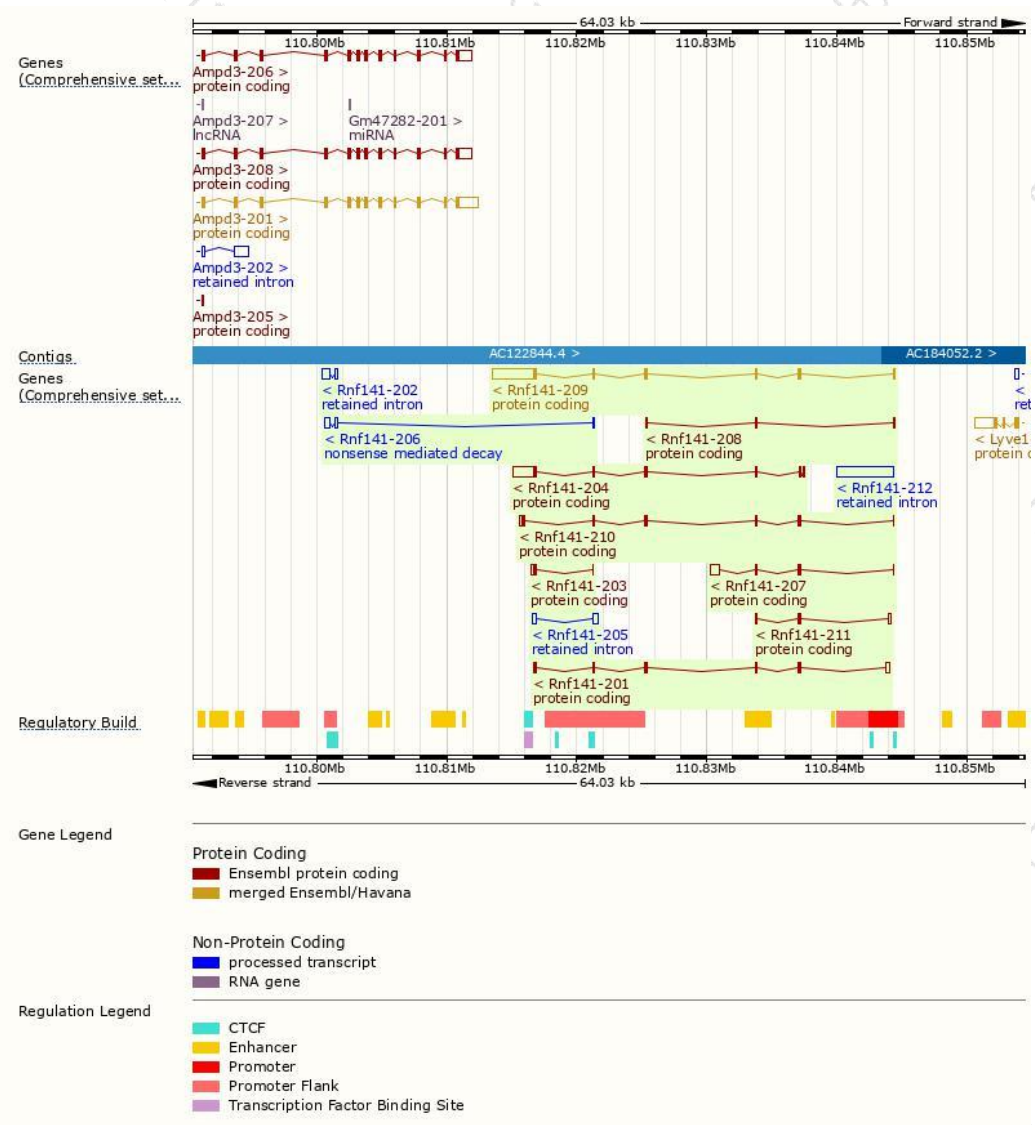 64.03 kb
Forward strand
110.80Mb 110.81Mb 110.82Mb 110.83Mb 110.84Mb 110.85Mb
Genes
(Comprehensive set...
Ampd3-206 >
protein coding
Ampd3-207 >
lncRNA
Gm47282-201 >
miRNA
Ampd3-208 >
protein coding
Ampd3-201 >
protein coding
Ampd3-202 >
retained intron
Ampd3-205 >
protein coding
Contigs
AC122844.4 >
AC184052.2 >
Genes
(Comprehensive set...
< Rnf141-202
retained intron
< Rnf141-209
protein coding
<
ret
< Rnf141-206
nonsense mediated decay
< Rnf141-208
protein coding
< Lyve1
protein c
< Rnf141-204
protein coding
< Rnf141-212
retained intron
< Rnf141-210
protein coding
< Rnf141-203
protein coding
< Rnf141-207
protein coding
< Rnf141-205
retained intron
< Rnf141-211
protein coding
< Rnf141-201
protein coding
Regulatory Build
110.80Mb 110.81Mb 110.82Mb 110.83Mb 110.84Mb 110.85Mb
Reverse strand
64.03 kb
Gene Legend
Protein Coding
Ensembl protein coding
merged Ensembl/Havana
Non-Protein Coding
processed transcript
RNA gene
Regulation Legend
CTCF
Enhancer
Promoter
Promoter Flank
Transcription Factor Binding Site